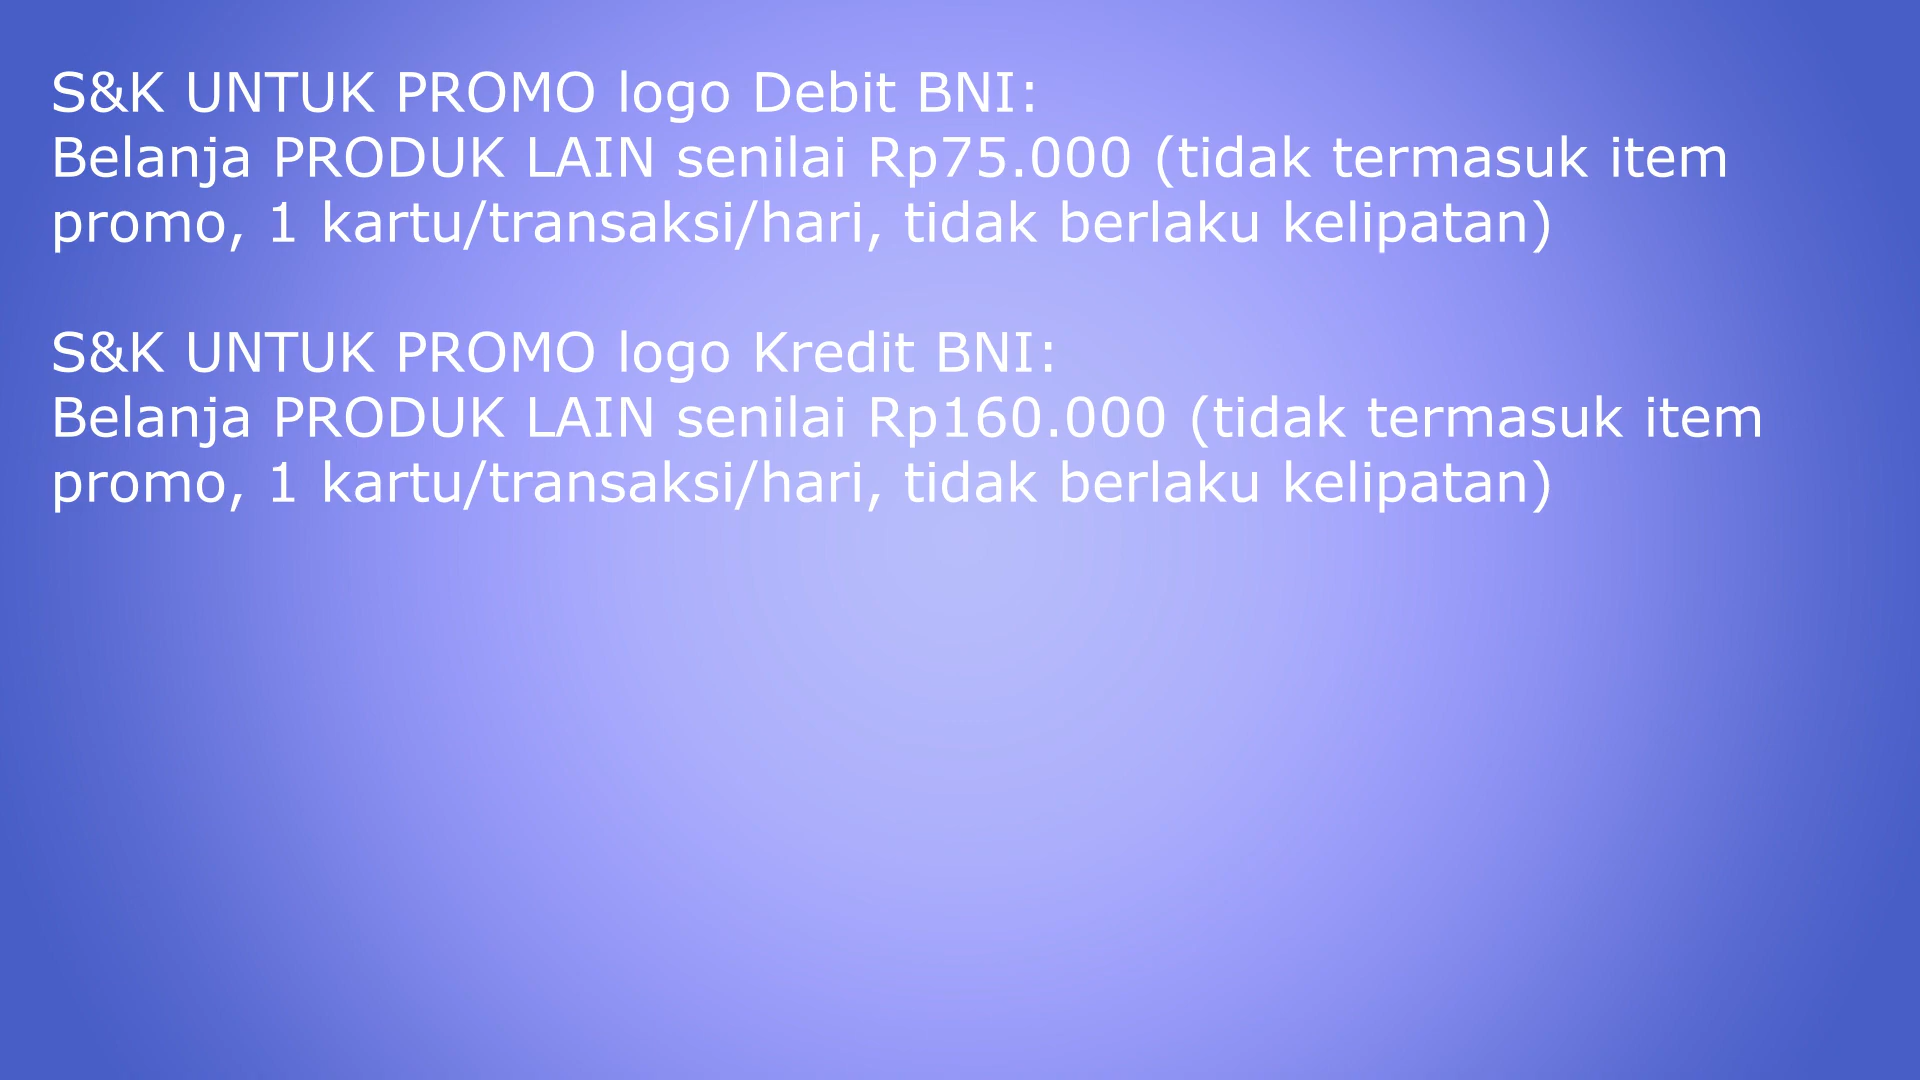 S&K UNTUK PROMO logo Debit BNI:
Belanja PRODUK LAIN senilai Rp75.000 (tidak termasuk item
promo, 1 kartu/transaksi/hari, tidak berlaku kelipatan)
S&K UNTUK PROMO logo Kredit BNI:
Belanja PRODUK LAIN senilai Rp160.000 (tidak termasuk item
promo, 1 kartu/transaksi/hari, tidak berlaku kelipatan)